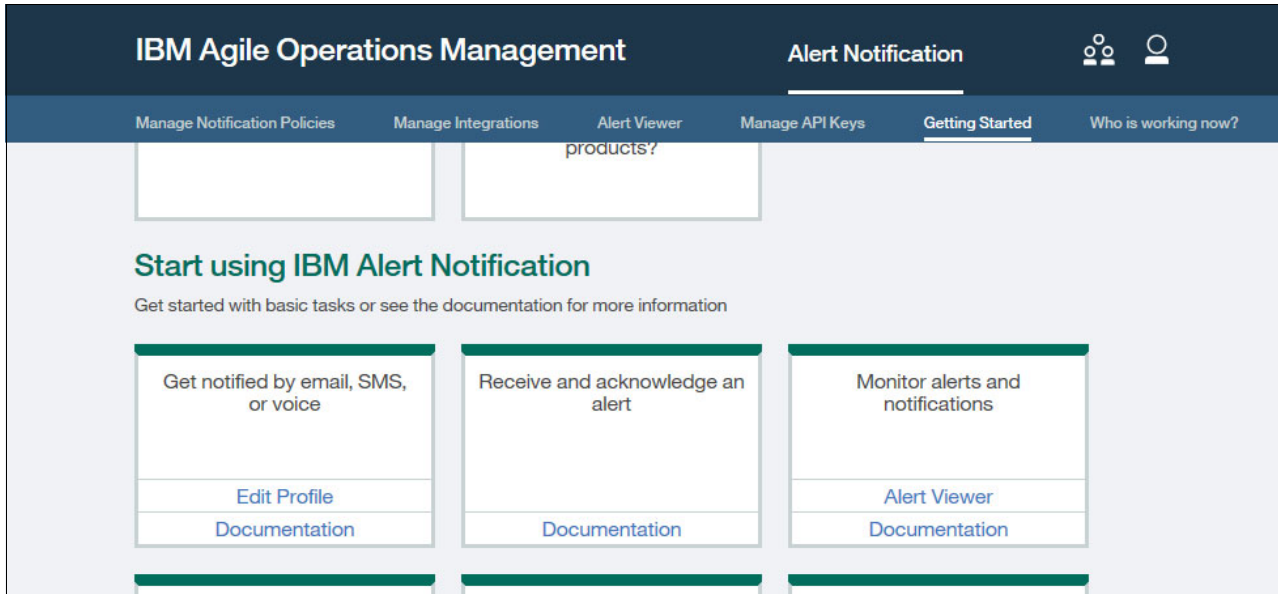 IBM Agile Operations Management
Alert Notification
Manage Notification Policies
Manage Integrations
Alert Viewer
Manage API Keys
Getting Started
Who is working now?
products?
Start using IBM Alert Notification
Get started with basic tasks or see the documentation for more information
Get notified by email, SMS,
or voice
Edit Profile
Documentation
Receive and acknowledge an
alert
Documentation
Monitor alerts and
notifications
Alert Viewer
Documentation